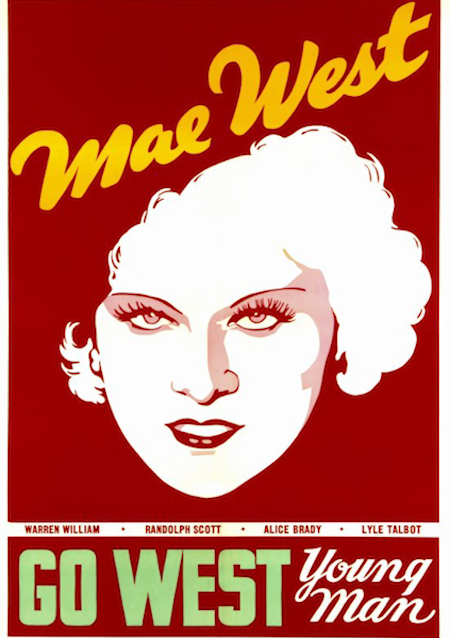 Mae West
WARREN WILLIAM • RANDOLPH SCOTT • ALICE BRADY • LYLE TALBOT
GO WEST Young Man